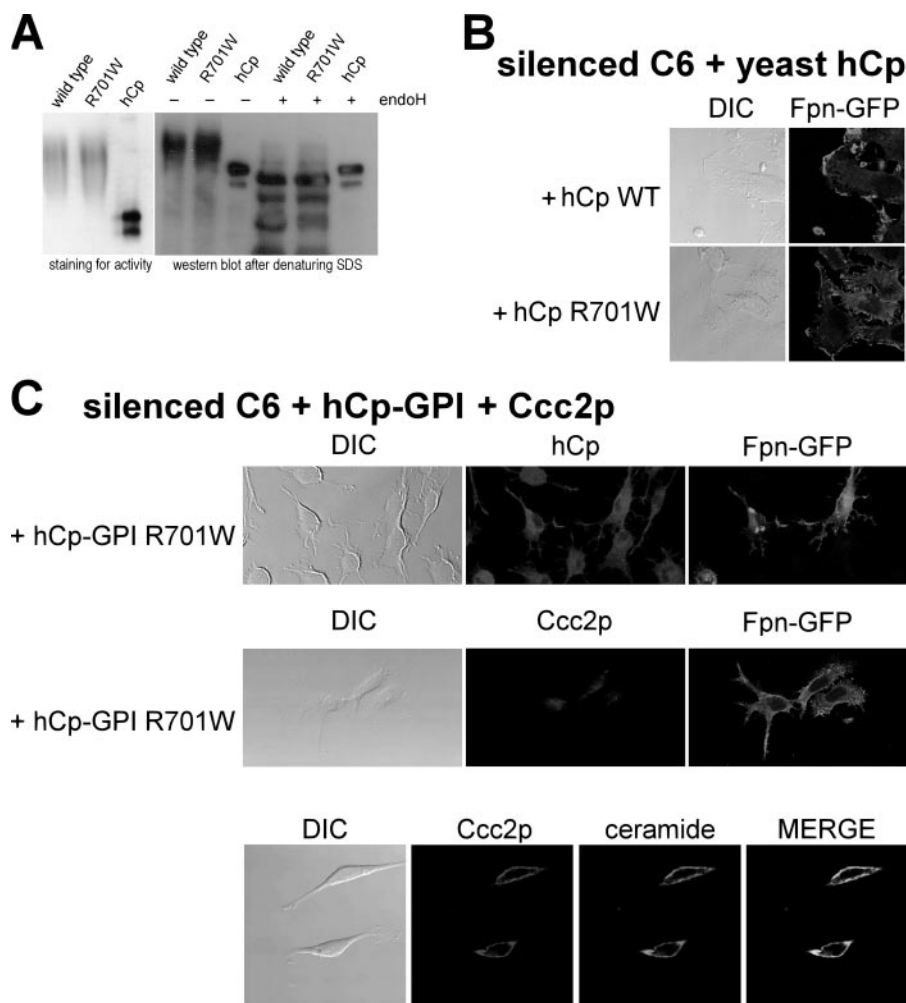 A
wild type R701W hCp wild type R701W hCp wild type R701W hCp
– – – + + + endoH
staining for activity western blot after denaturing SDS
B
silenced C6 + yeast hCp
DIC Fpn-GFP
+ hCp WT
+ hCp R701W
C silenced C6 + hCp-GPI + Ccc2p
DIC hCp Fpn-GFP
+ hCp-GPI R701W
DIC Ccc2p Fpn-GFP
+ hCp-GPI R701W
DIC Ccc2p ceramide MERGE